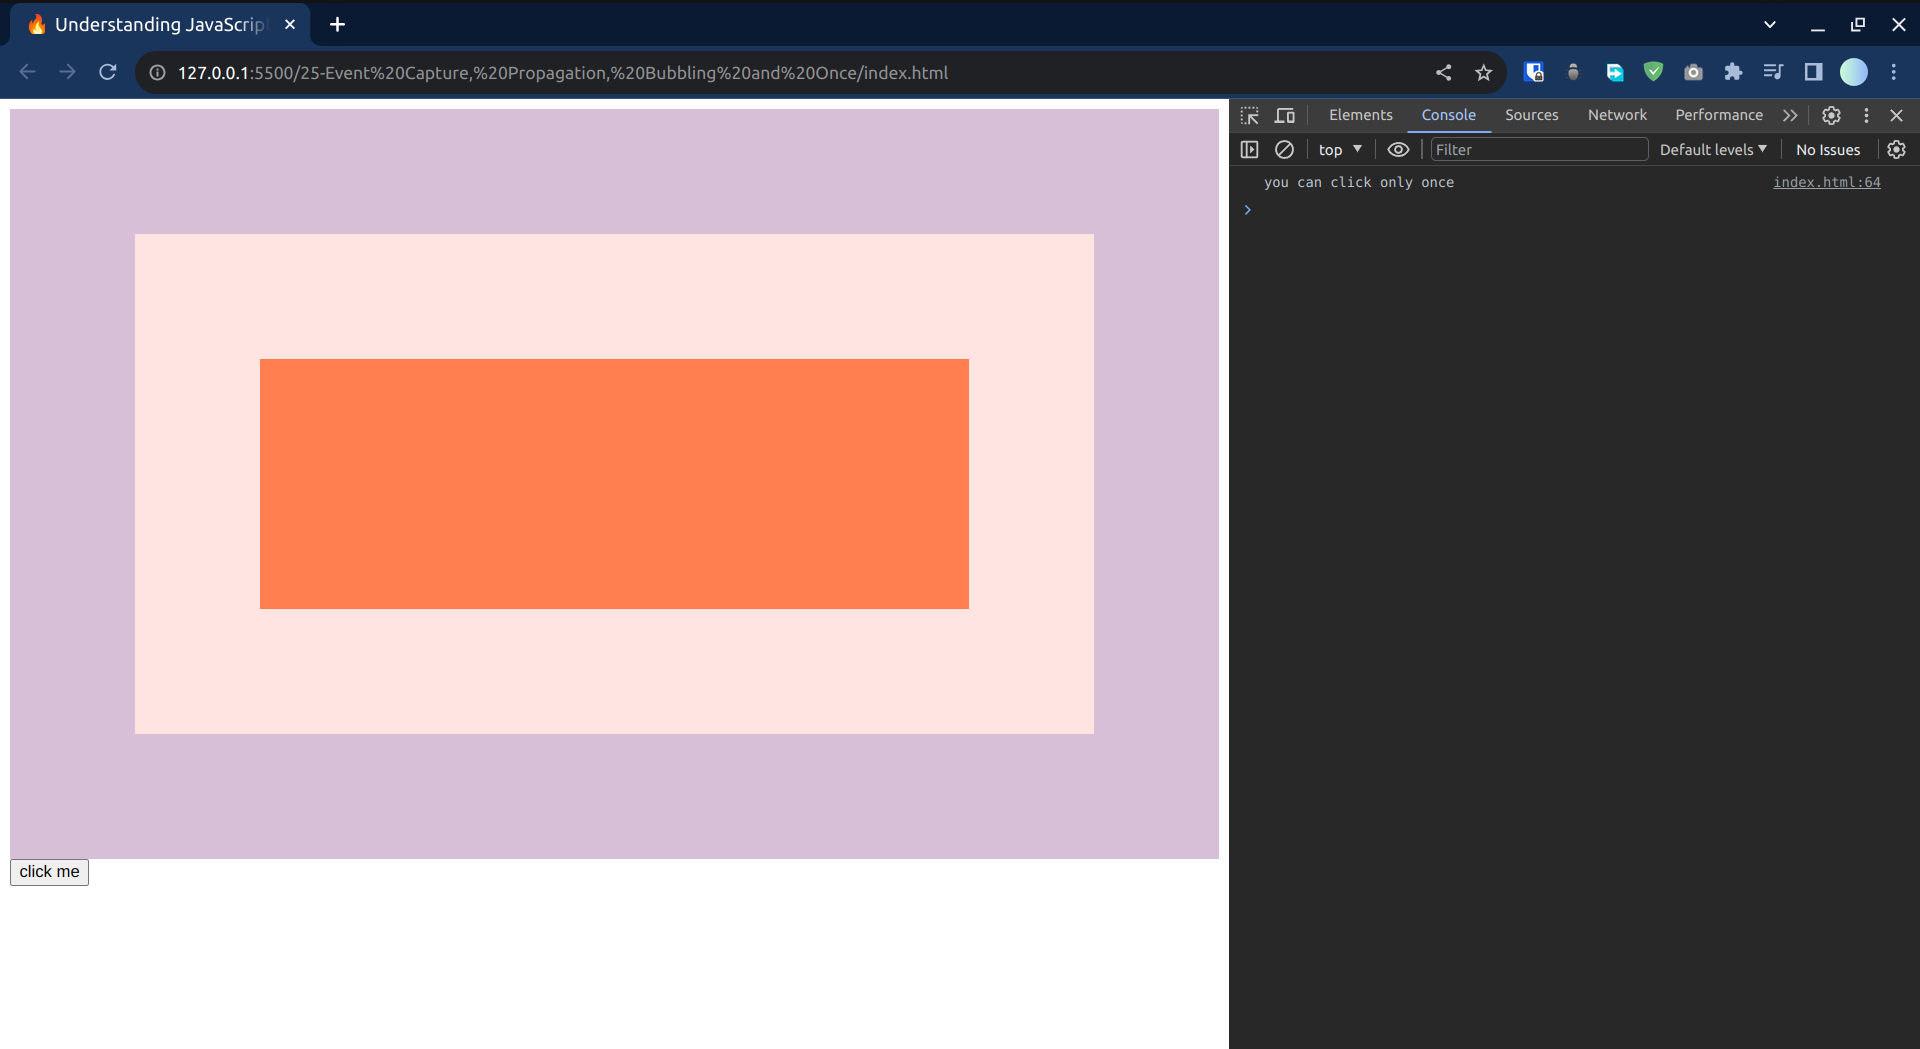 Understanding JavaScrip
127.0.0.1:5500/25-Event%20Capture,%20Propagation,%20Bubbling%20and%20Once/index.html
Elements Console Sources Network Performance
top Filter Default levels No Issues
you can click only once index.html:64
click me